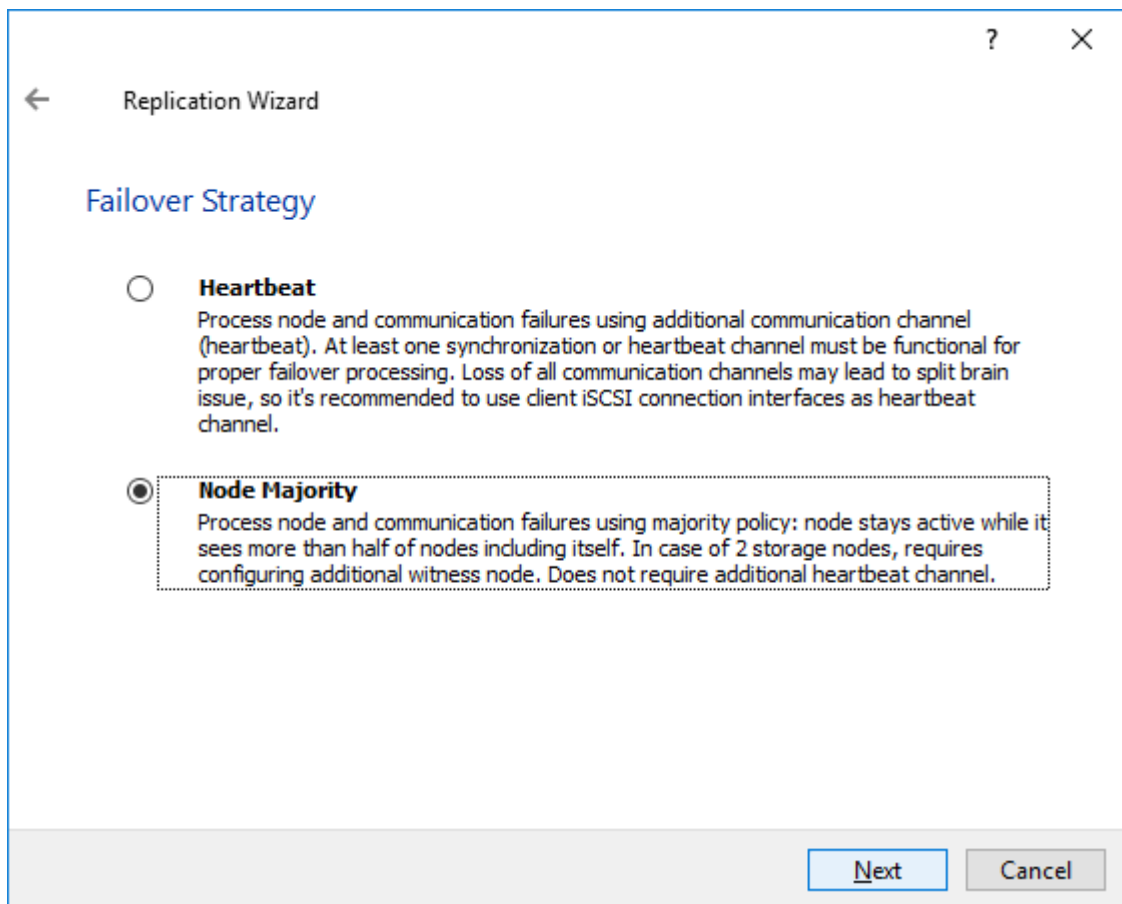 ?
Replication Wizard
Failover Strategy
Heartbeat
Process node and communication failures using additional communication channel
(heartbeat). At least one synchronization or heartbeat channel must be functional for
proper failover processing. Loss of all communication channels may lead to split brain
issue, so it's recommended to use client iSCSI connection interfaces as heartbeat
channel.
Node Majority
Process node and communication failures using majority policy: node stays active while it
sees more than half of nodes including itself. In case of 2 storage nodes, requires
configuring additional witness node. Does not require additional heartbeat channel.
Next
Cancel